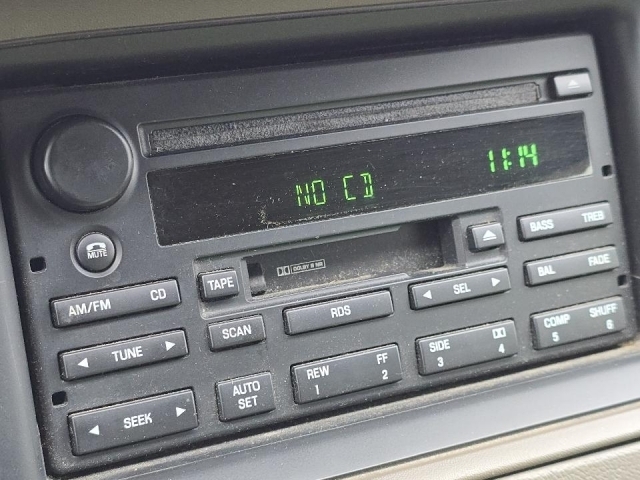 NO CD 11:14
MUTE
DOLBY B NR
TAPE
BASS TREB
BAL FADE
AM/FM CD
SEL
RDS
SCAN
TUNE
COMP SHUFF
5 6
SIDE
3 4
REW FF
1 2
AUTO
SET
SEEK